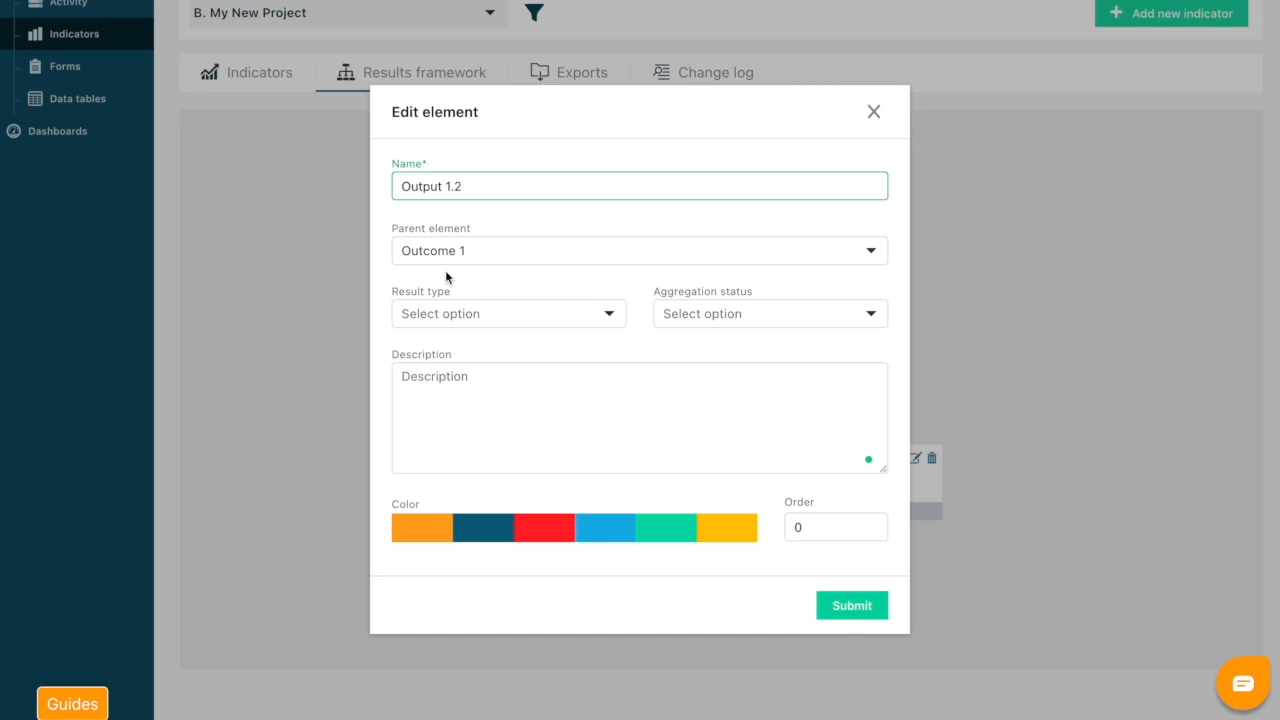 Activity
Indicators
Forms
Data tables
Dashboards
Guides
B. My New Project
Add new indicator
Indicators
Results framework
Exports
Change log
Edit element
Name*
Output 1.2
Parent element
Outcome 1
Result type
Aggregation status
Select option
Select option
Description
Description
Color
Order
0
Submit